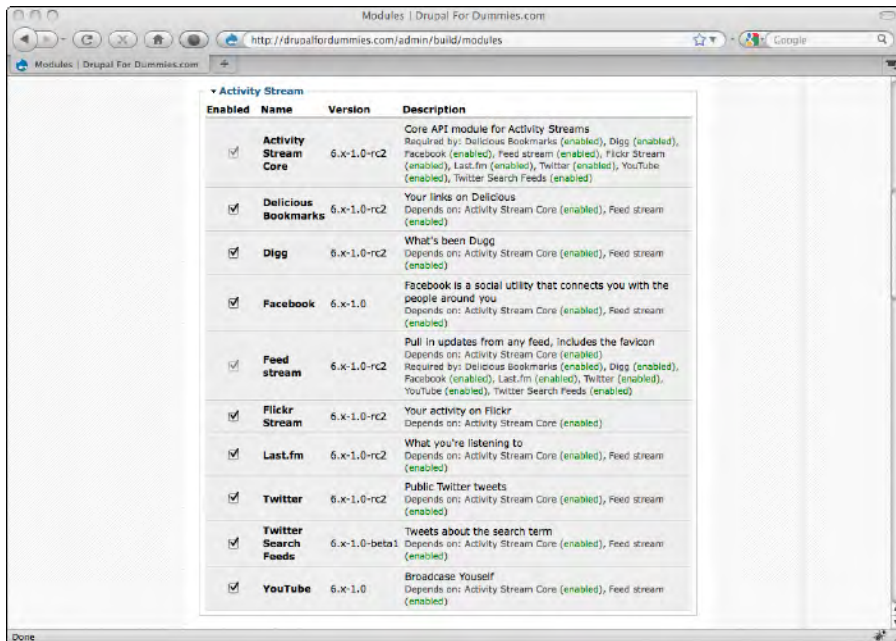 Modules | Drupal For Dummies.com
http://drupalfordummies.com/admin/build/modules
Google
Modules | Drupal For Dummies.com
Activity Stream
Enabled Name Version Description
Activity Stream Core 6.x-1.0-rc2 Core API module for Activity Streams
Required by: Delicious Bookmarks (enabled), Digg (enabled),
Facebook (enabled), Feed stream (enabled), Flickr Stream
(enabled), Last.fm (enabled), Twitter (enabled), YouTube
(enabled), Twitter Search Feeds (enabled)
Delicious Bookmarks 6.x-1.0-rc2 Your links on Delicious
Depends on: Activity Stream Core (enabled), Feed stream
(enabled)
Digg 6.x-1.0-rc2 What's been Dugg
Depends on: Activity Stream Core (enabled), Feed stream
(enabled)
Facebook 6.x-1.0 Facebook is a social utility that connects you with the
people around you
Depends on: Activity Stream Core (enabled), Feed stream
(enabled)
Feed stream 6.x-1.0-rc2 Pull in updates from any feed, includes the favicon
Depends on: Activity Stream Core (enabled)
Required by: Delicious Bookmarks (enabled), Digg (enabled),
Facebook (enabled), Last.fm (enabled), Twitter (enabled),
YouTube (enabled), Twitter Search Feeds (enabled)
Flickr Stream 6.x-1.0-rc2 Your activity on Flickr
Depends on: Activity Stream Core (enabled)
Last.fm 6.x-1.0-rc2 What you're listening to
Depends on: Activity Stream Core (enabled), Feed stream
(enabled)
Twitter 6.x-1.0-rc2 Public Twitter tweets
Depends on: Activity Stream Core (enabled), Feed stream
(enabled)
Twitter Search Feeds 6.x-1.0-beta1 Tweets about the search term
Depends on: Activity Stream Core (enabled), Feed stream
(enabled)
YouTube 6.x-1.0 Broadcase Youself
Depends on: Activity Stream Core (enabled), Feed stream
(enabled)
Done